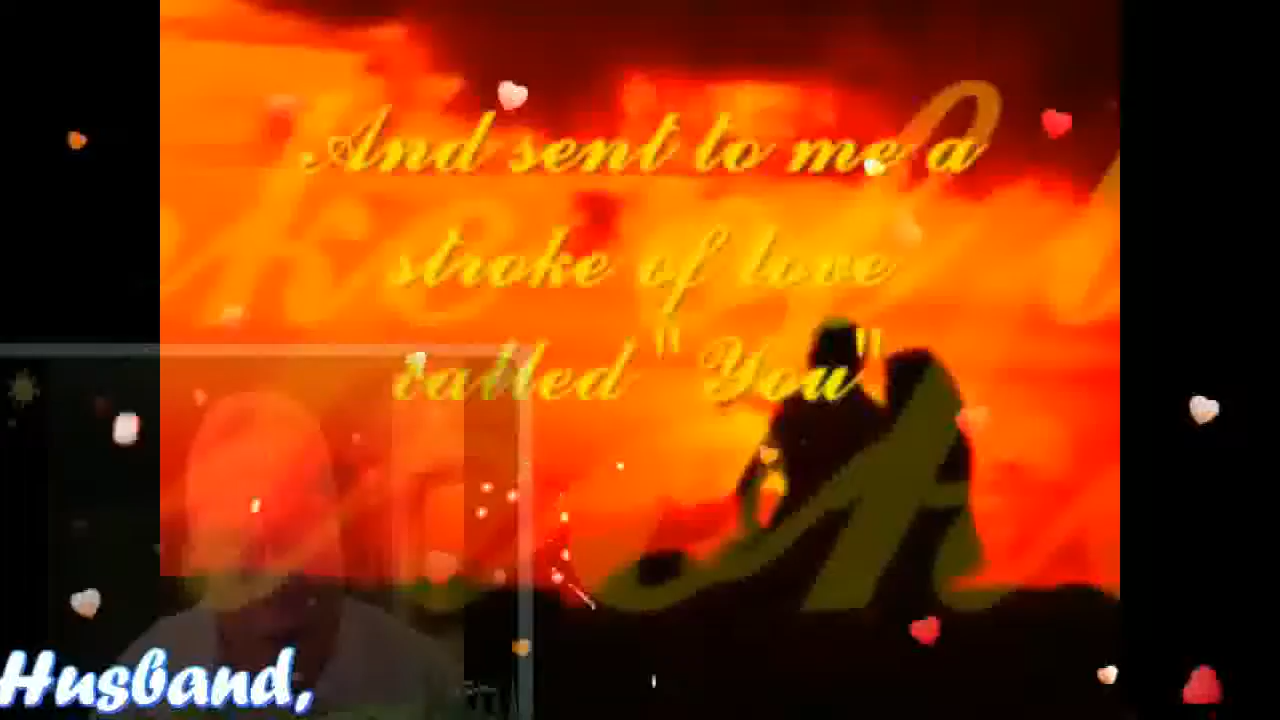 And sent to me a
stroke of love
called "You".
Husband,